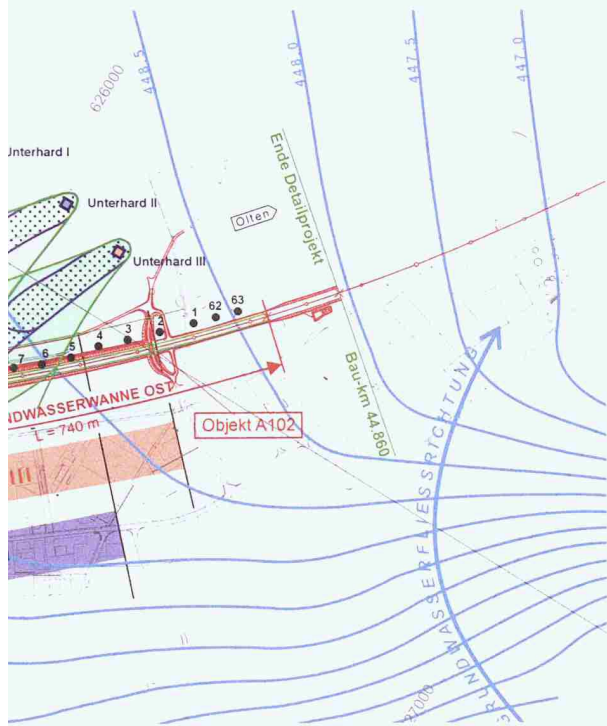 626000
448.5
448.0
447.5
447.0
Unterhard I
Unterhard II
Unterhard III
Ende Detailprojekt
Olten
7 6 5 4 3 2 1 62 63
NDWASSERWANNE OST
L = 740 m
Objekt A102
Bau-km 44.860
III
GRUNDWASSERFLIESSRICHTUNG